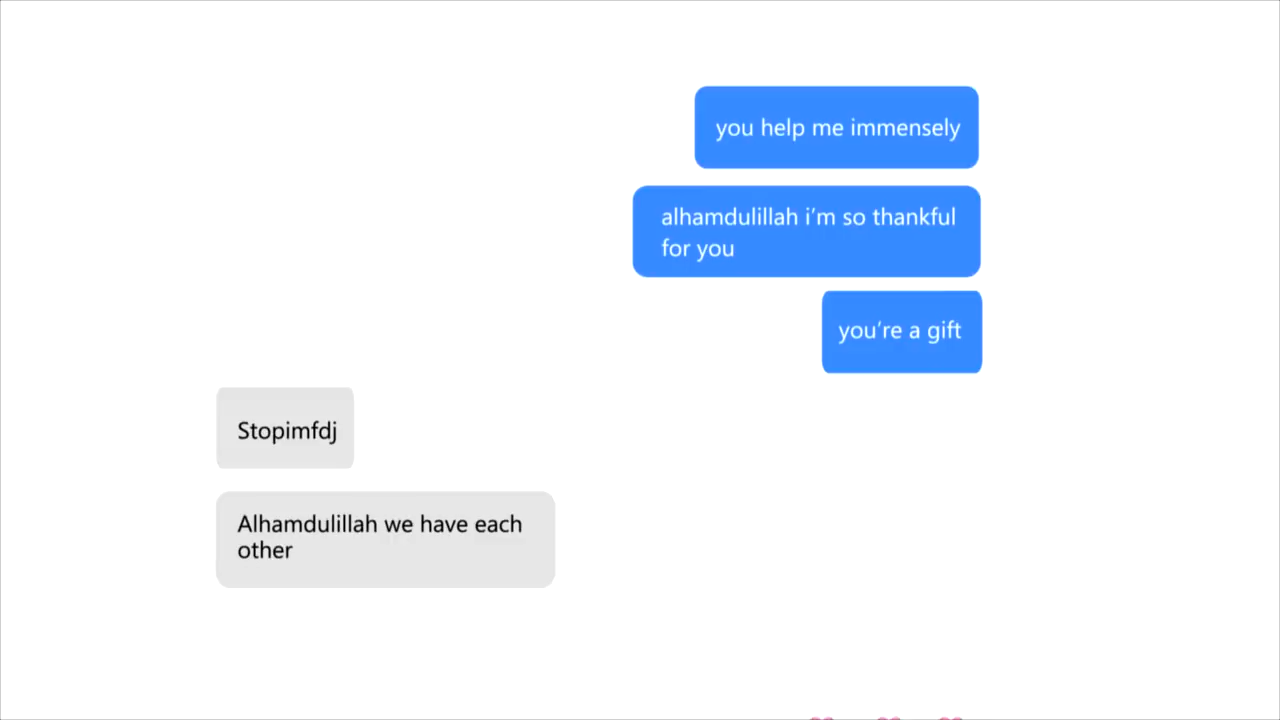 you help me immensely
alhamdulillah i'm so thankful
for you
you're a gift
Stopimfdj
Alhamdulillah we have each
other